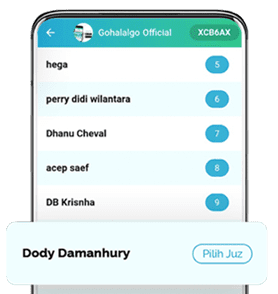 Gohalalgo Official XCB6AX
hega 5
perry didi wilantara 6
Dhanu Cheval 7
acep saef 8
DB Krisnha 9
Dody Damanhury Pilih Juz